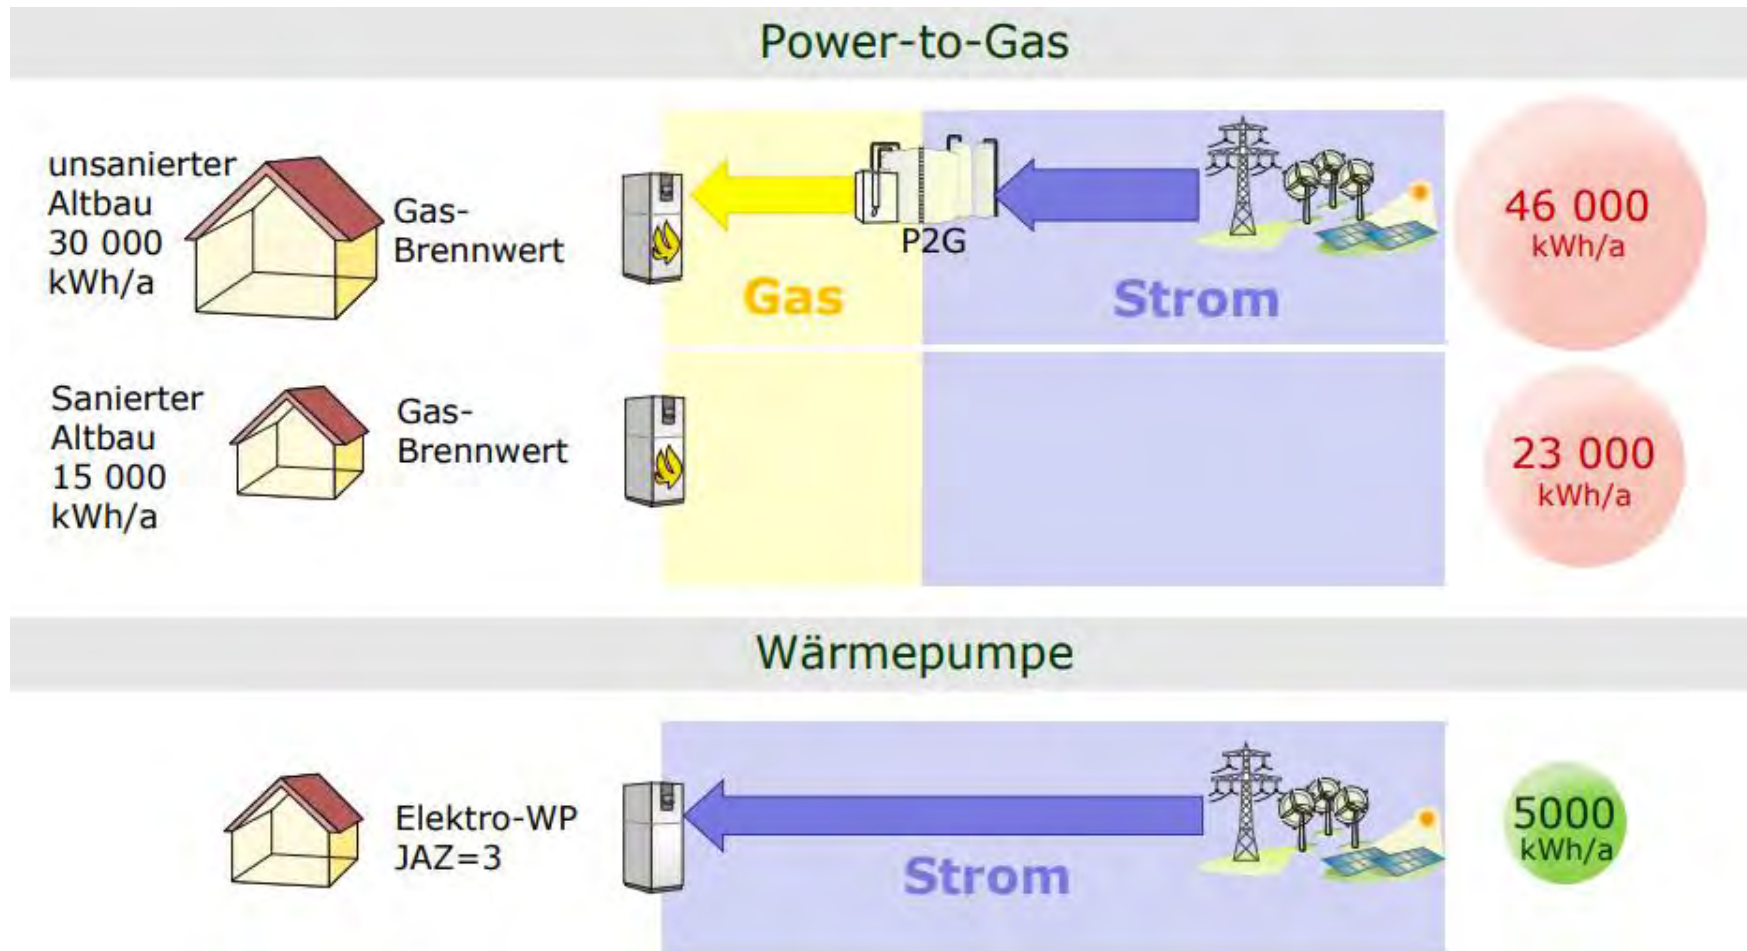 Power-to-Gas
unsanierter
Altbau
30 000
kWh/a
Gas-
Brennwert
P2G
Gas
Strom
46 000
kWh/a
Sanierter
Altbau
15 000
kWh/a
Gas-
Brennwert
23 000
kWh/a
Wärmepumpe
Elektro-WP
JAZ=3
Strom
5000
kWh/a